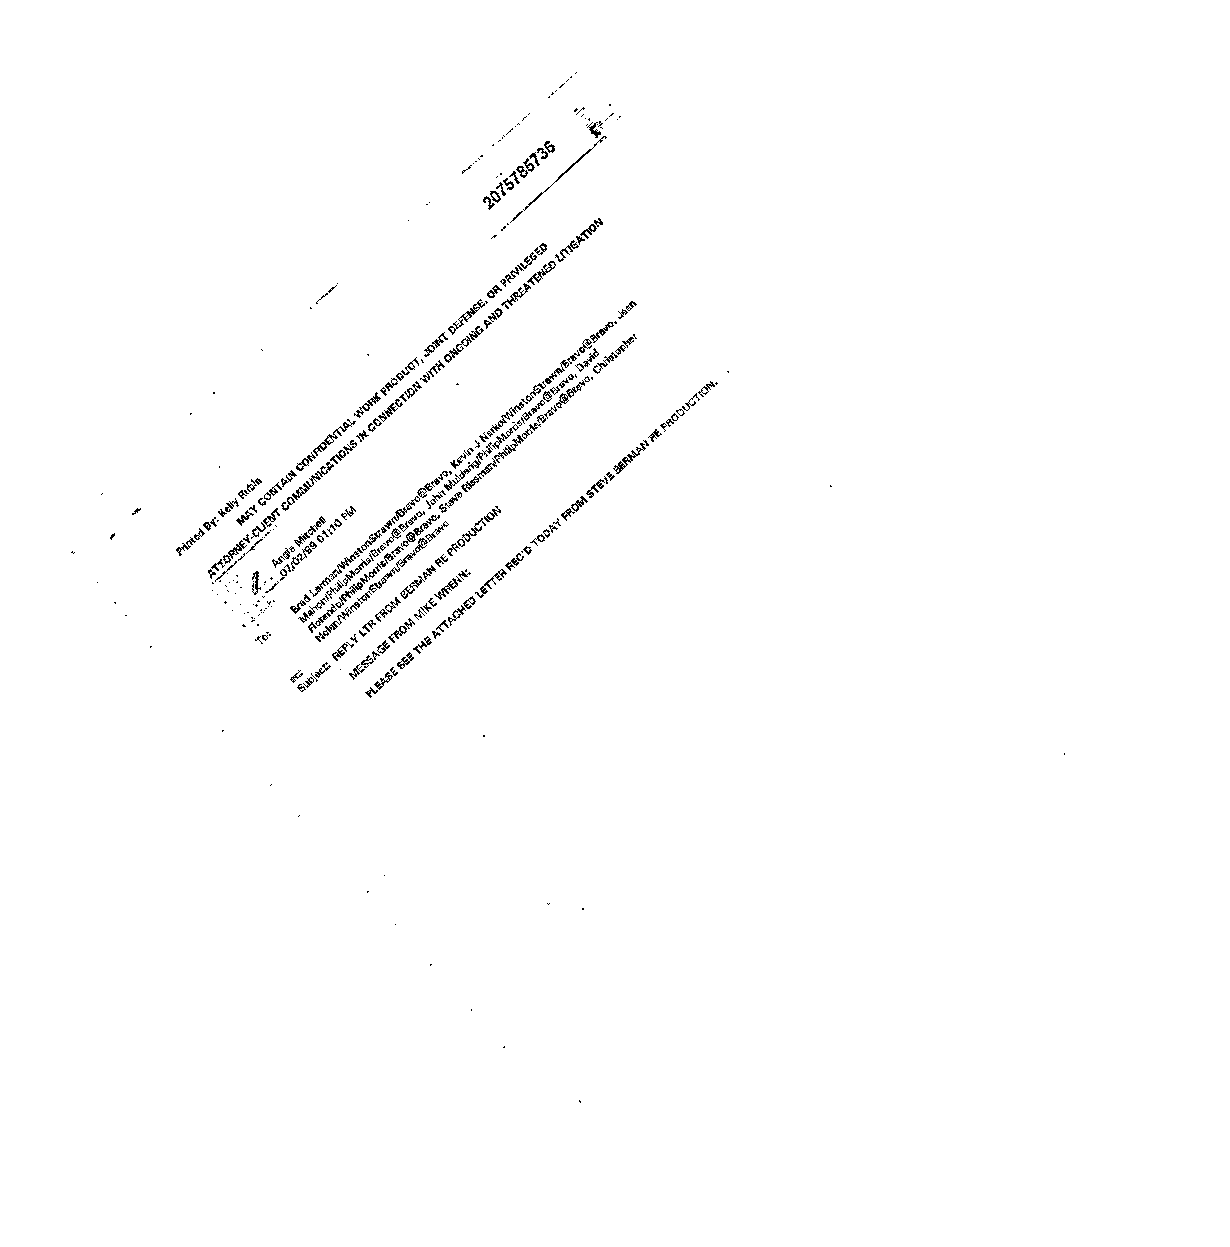 Printed By: Kelly Rubin
MAY CONTAIN CONFIDENTIAL WORK PRODUCT, JOINT DEFENSE, OR PRIVILEGED
ATTORNEY-CLIENT COMMUNICATIONS IN CONNECTION WITH ONGOING AND THREATENED LITIGATION
Angie Mitchell
07/02/99 01:10 PM
To: Brad Lerman/WinstonStrawn/Bravo@Bravo, Kevin J Narko/WinstonStrawn/Bravo@Bravo, Jean
Mahon/PhilipMorris/Bravo@Bravo, John Mulderig/PhilipMorris/Bravo@Bravo, David
/PhilipMorris/Bravo@Bravo, Steve Rissman/PhilipMorris/Bravo@Bravo, Christopher
Nolan/WinstonStrawn/Bravo@Bravo
cc:
Subject: REPLY LTR FROM BERMAN RE PRODUCTION
MESSAGE FROM MIKE WRENN:
PLEASE SEE THE ATTACHED LETTER REC'D TODAY FROM STEVE BERMAN RE PRODUCTION.
2075785736